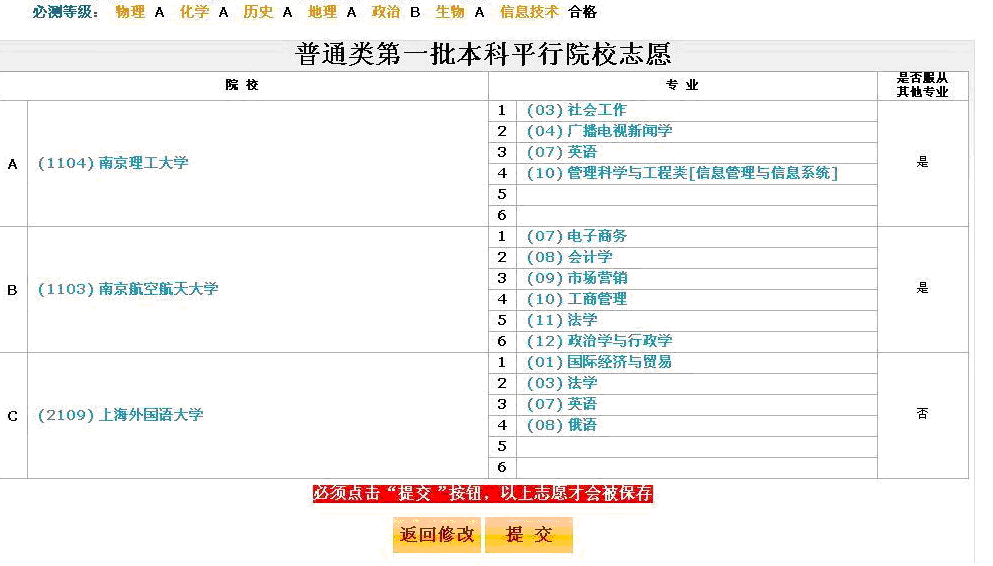 必测等级： 物理 A 化学 A 历史 A 地理 A 政治 B 生物 A 信息技术 合格
普通类第一批本科平行院校志愿
院 校 专 业 是否服从
其他专业
A (1104)南京理工大学 是
1 (03)社会工作
2 (04)广播电视新闻学
3 (07)英语
4 (10)管理科学与工程类[信息管理与信息系统]
5
6
B (1103)南京航空航天大学 是
1 (07)电子商务
2 (08)会计学
3 (09)市场营销
4 (10)工商管理
5 (11)法学
6 (12)政治学与行政学
C (2109)上海外国语大学 否
1 (01)国际经济与贸易
2 (03)法学
3 (07)英语
4 (08)俄语
5
6
必须点击“提交”按钮，以上志愿才会被保存
返回修改 提 交